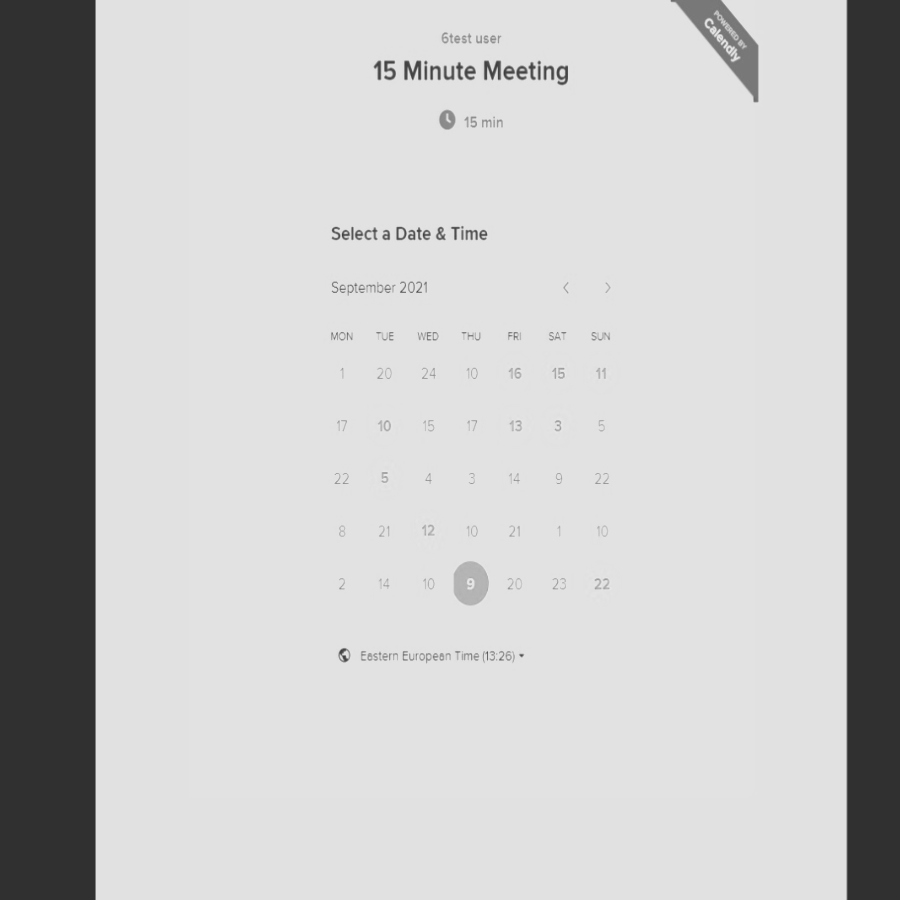 POWERED BY
Calendly
6test user
15 Minute Meeting
15 min
Select a Date & Time
September 2021
MON TUE WED THU FRI SAT SUN
1 20 24 10 16 15 11
17 10 15 17 13 3 5
22 5 4 3 14 9 22
8 21 12 10 21 1 10
2 14 10 9 20 23 22
Eastern European Time (13:26)